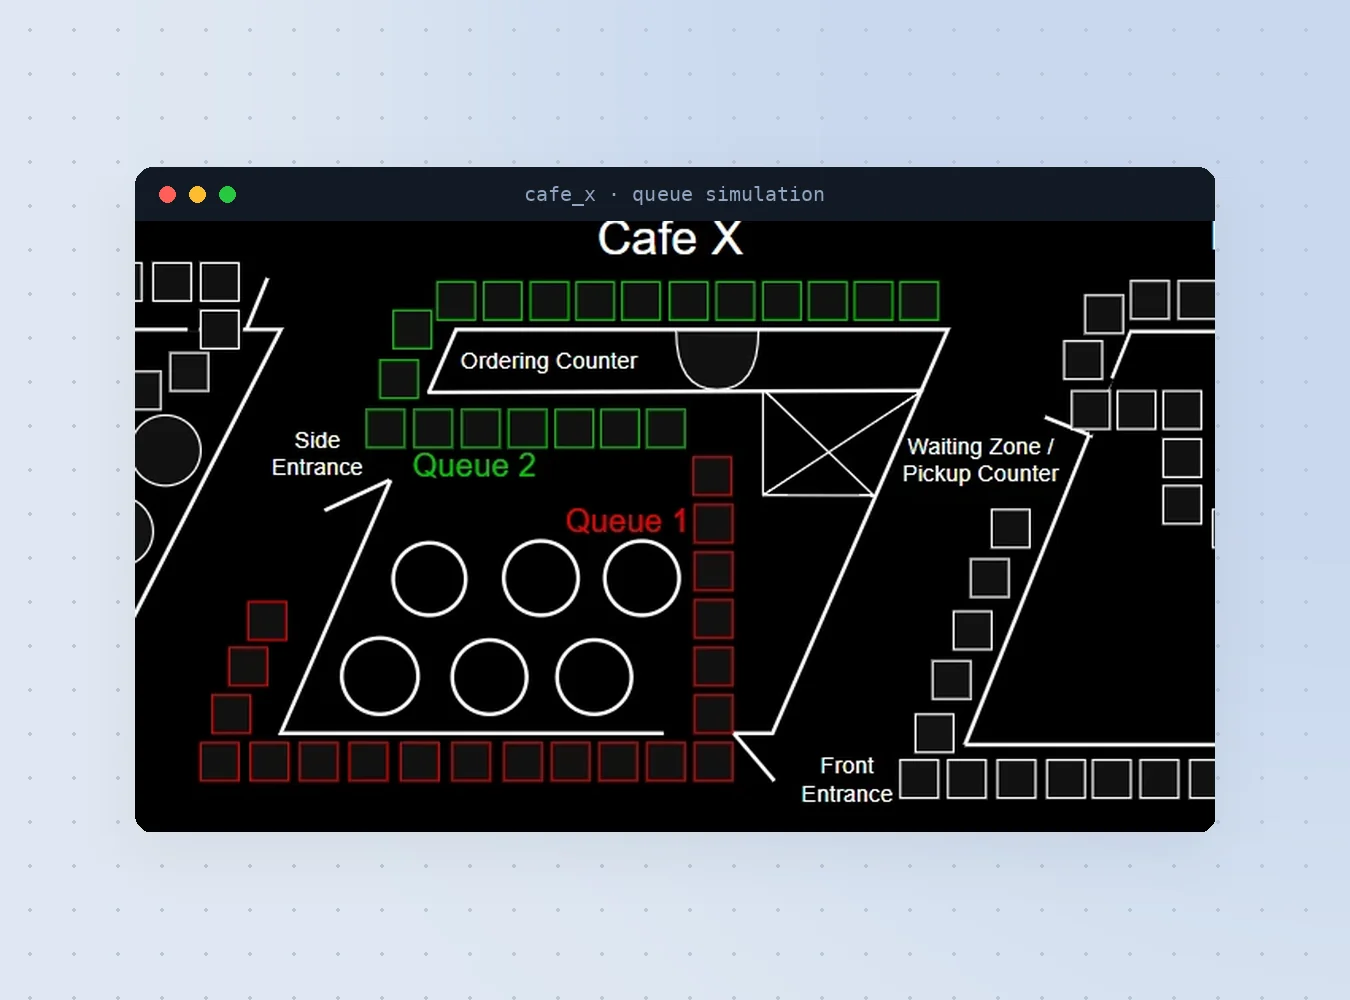 cafe_x · queue simulation
Cafe X
Ordering Counter
Side
Entrance
Queue 2
Waiting Zone /
Pickup Counter
Queue 1
Front
Entrance